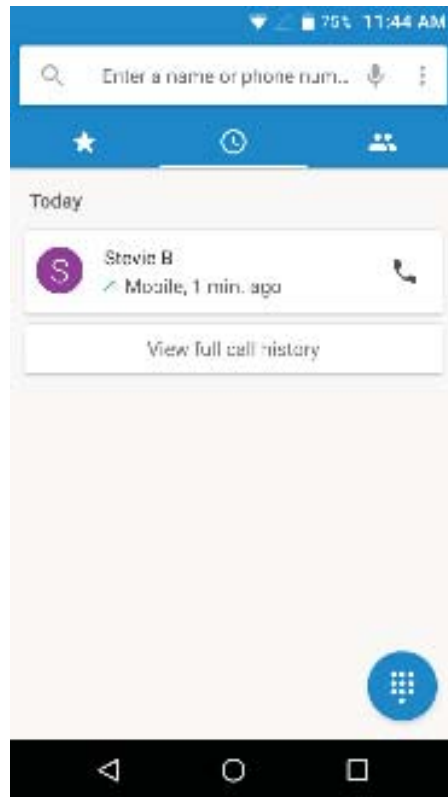 75% 11:44 AM
Enter a name or phone num...
Today
S
Stevie B
Mobile, 1 min. ago
View full call history